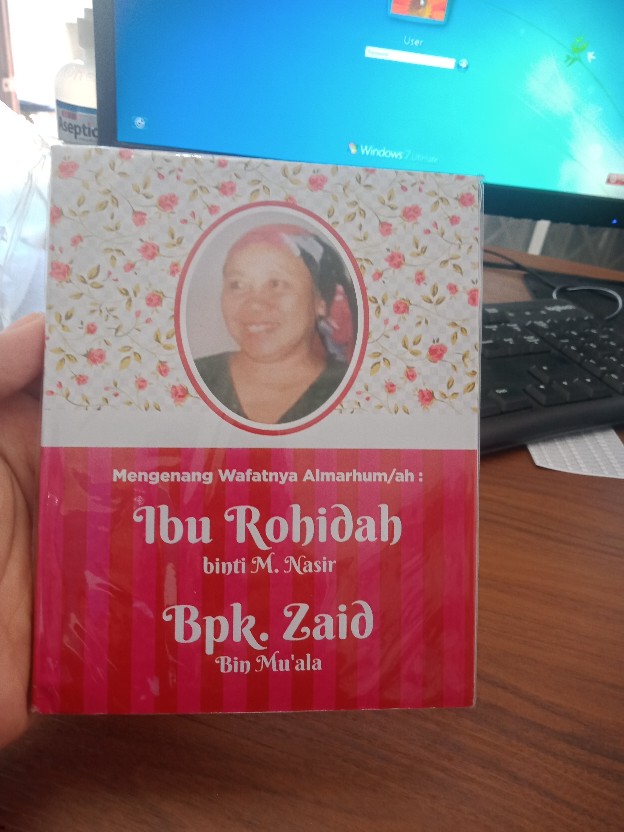 Aseptic
User
Windows 7 Ultimate
Mengenang Wafatnya Almarhum/ah :
Ibu Rohidah
binti M. Nasir
Bpk. Zaid
Bin Mu'ala